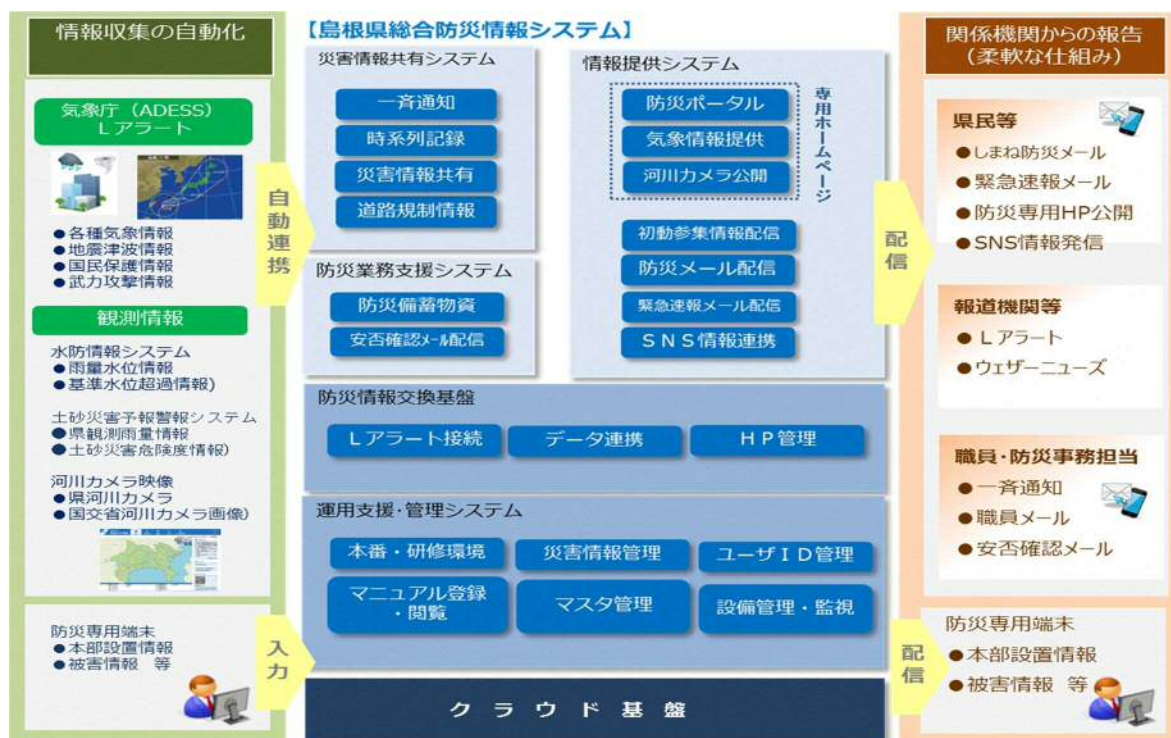 情報収集の自動化
気象庁（ADESS）
Ｌアラート
●各種気象情報
●地震津波情報
●国民保護情報
●武力攻撃情報
観測情報
水防情報システム
●雨量水位情報
●基準水位超過情報)
土砂災害予報警報システム
●県観測雨量情報
●土砂災害危険度情報)
河川カメラ映像
●県河川カメラ
●国交省河川カメラ画像)
防災専用端末
●本部設置情報
●被害情報　等
自動連携
入力
【島根県総合防災情報システム】
災害情報共有システム
一斉通知
時系列記録
災害情報共有
道路規制情報
防災業務支援システム
防災備蓄物資
安否確認ﾒｰﾙ配信
情報提供システム
防災ポータル
気象情報提供
河川カメラ公開
専用ホームページ
初動参集情報配信
防災メール配信
緊急速報メール配信
ＳＮＳ情報連携
防災情報交換基盤
Ｌアラート接続
データ連携
ＨＰ管理
運用支援･管理システム
本番・研修環境
災害情報管理
ユーザＩＤ管理
マニュアル登録
・閲覧
マスタ管理
設備管理・監視
クラウド基盤
配信
配信
関係機関からの報告
（柔軟な仕組み）
県民等
●しまね防災メール
●緊急速報メール
●防災専用HP公開
●SNS情報発信
報道機関等
●Ｌアラート
●ウェザーニューズ
職員･防災事務担当
●一斉通知
●職員メール
●安否確認メール
防災専用端末
●本部設置情報
●被害情報 等